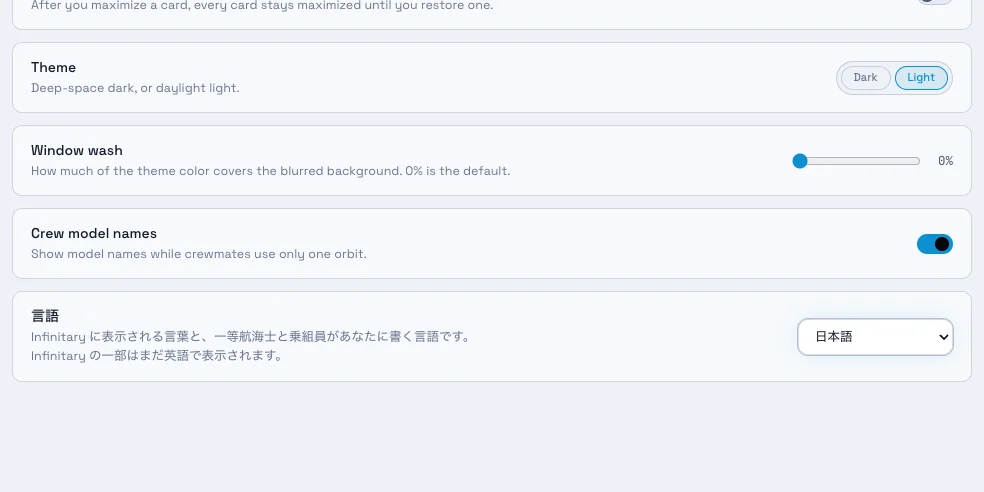 After you maximize a card, every card stays maximized until you restore one.
Theme
Deep-space dark, or daylight light.
Dark
Light
Window wash
How much of the theme color covers the blurred background. 0% is the default.
0%
Crew model names
Show model names while crewmates use only one orbit.
言語
Infinitary に表示される言葉と、一等航海士と乗組員があなたに書く言語です。
Infinitary の一部はまだ英語で表示されます。
日本語